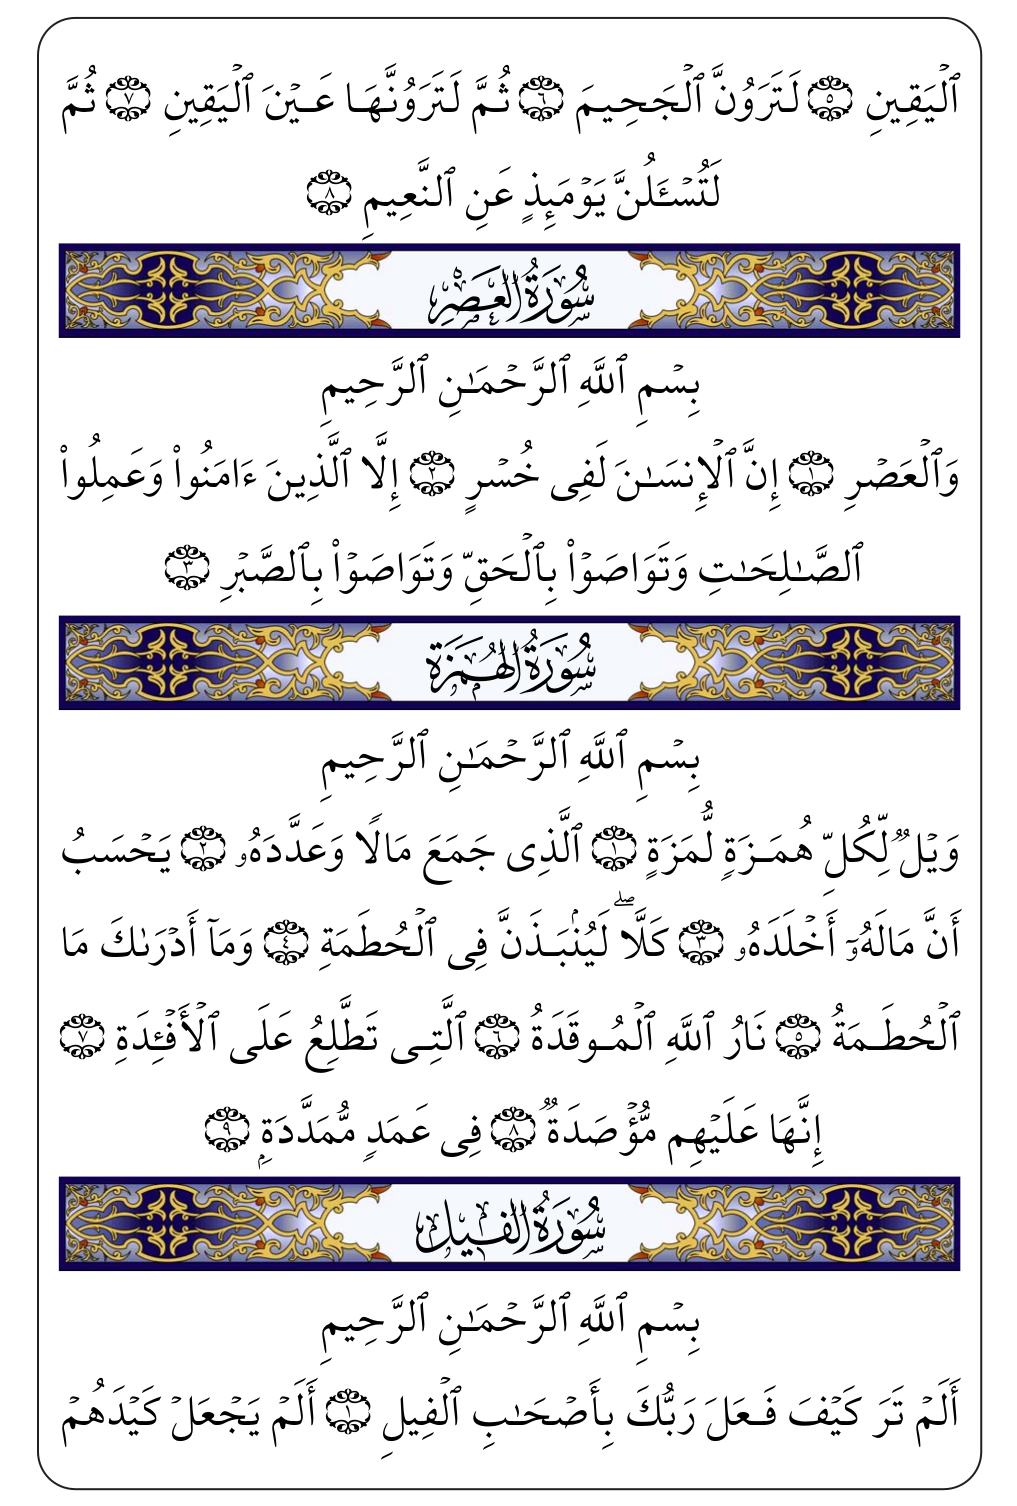 ٱلۡيَقِينِ ٥ لَتَرَوُنَّ ٱلۡجَحِيمَ ٦ ثُمَّ لَتَرَوُنَّهَا عَيۡنَ ٱلۡيَقِينِ ٧ ثُمَّ
لَتُسۡـَٔلُنَّ يَوۡمَئِذٍ عَنِ ٱلنَّعِيمِ ٨
سُورَةُ العَصۡرِ
بِسۡمِ ٱللَّهِ ٱلرَّحۡمَـٰنِ ٱلرَّحِيمِ
وَٱلۡعَصۡرِ ١ إِنَّ ٱلۡإِنسَـٰنَ لَفِى خُسۡرٍ ٢ إِلَّا ٱلَّذِينَ ءَامَنُواْ وَعَمِلُواْ
ٱلصَّـٰلِحَـٰتِ وَتَوَاصَوۡاْ بِٱلۡحَقِّ وَتَوَاصَوۡاْ بِٱلصَّبۡرِ ٣
سُورَةُ الهُمَزَةِ
بِسۡمِ ٱللَّهِ ٱلرَّحۡمَـٰنِ ٱلرَّحِيمِ
وَيۡلٌ لِّكُلِّ هُمَزَةٍ لُّمَزَةٍ ١ ٱلَّذِى جَمَعَ مَالًا وَعَدَّدَهُۥ ٢ يَحۡسَبُ
أَنَّ مَالَهُۥٓ أَخۡلَدَهُۥ ٣ كَلَّاۖ لَيُنۢبَذَنَّ فِى ٱلۡحُطَمَةِ ٤ وَمَآ أَدۡرَىٰكَ مَا
ٱلۡحُطَمَةُ ٥ نَارُ ٱللَّهِ ٱلۡمُوقَدَةُ ٦ ٱلَّتِى تَطَّلِعُ عَلَى ٱلۡأَفۡـِٔدَةِ ٧
إِنَّهَا عَلَيۡهِم مُّؤۡصَدَةٌ ٨ فِى عَمَدٍ مُّمَدَّدَةِۭ ٩
سُورَةُ الفِيلِ
بِسۡمِ ٱللَّهِ ٱلرَّحۡمَـٰنِ ٱلرَّحِيمِ
أَلَمۡ تَرَ كَيۡفَ فَعَلَ رَبُّكَ بِأَصۡحَـٰبِ ٱلۡفِيلِ ١ أَلَمۡ يَجۡعَلۡ كَيۡدَهُمۡ